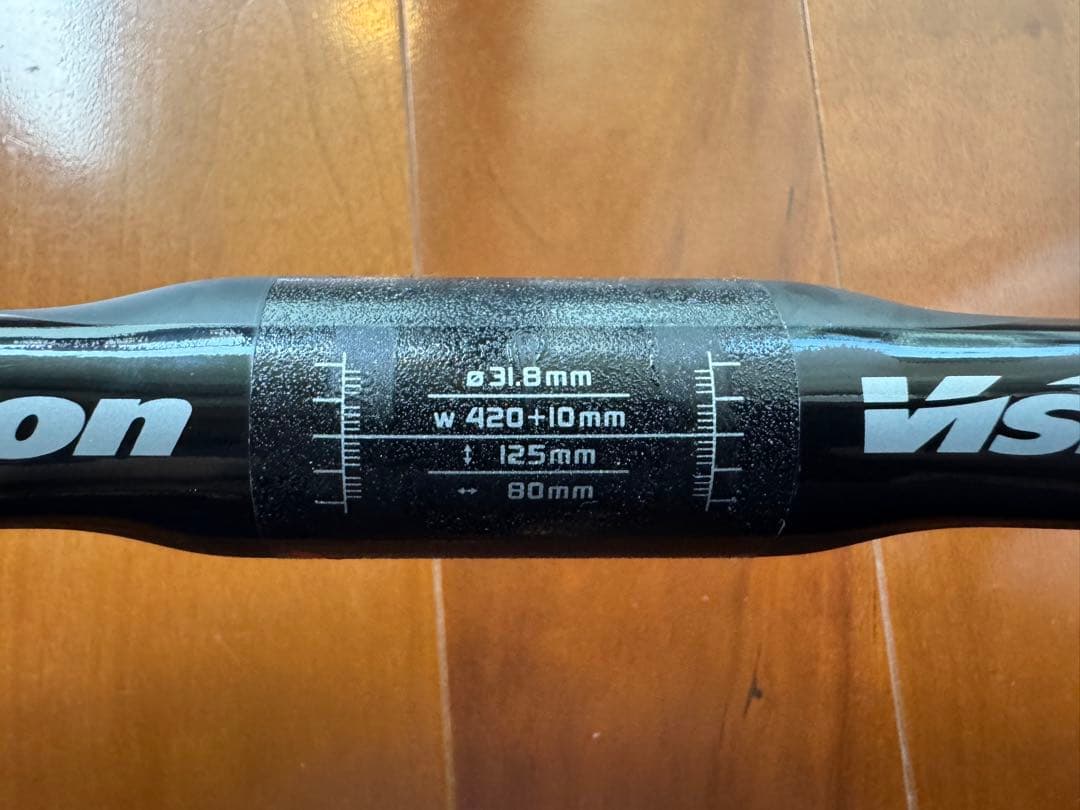 on
ø31.8mm
w 420+10mm
↕ 125mm
↔ 80mm
Vis